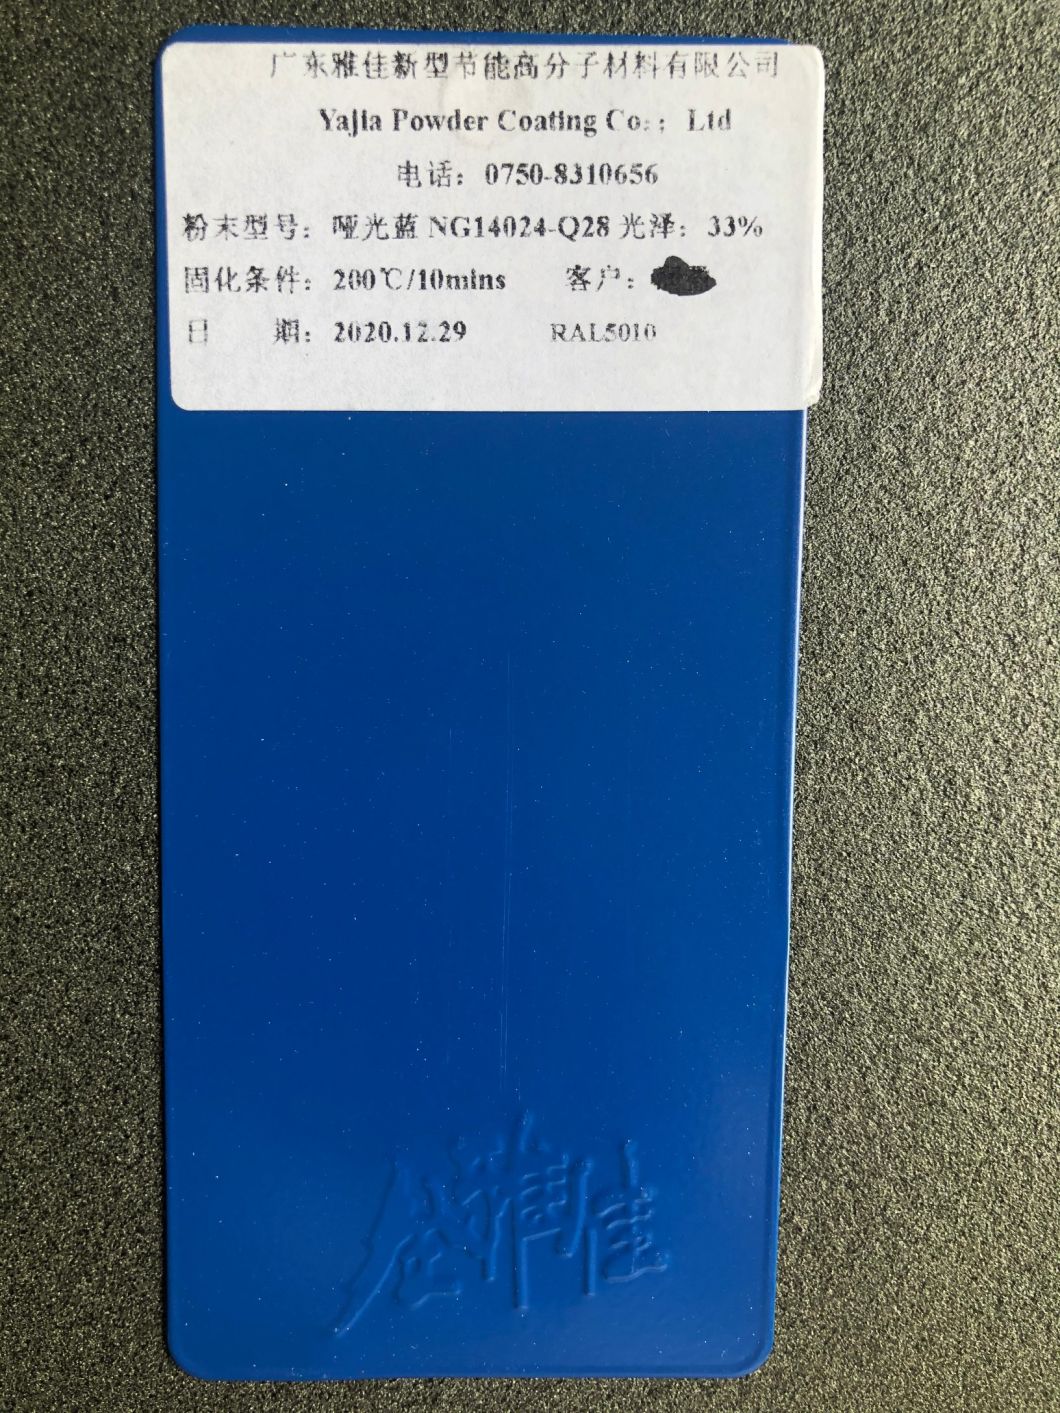 广东雅佳新型节能高分子材料有限公司
Yajia Powder Coating Co:; Ltd
电话: 0750-8310656
粉末型号: 哑光蓝 NG14024-Q28 光泽: 33%
固化条件: 200℃/10mins 客户:
日 期: 2020.12.29 RAL5010
雅佳